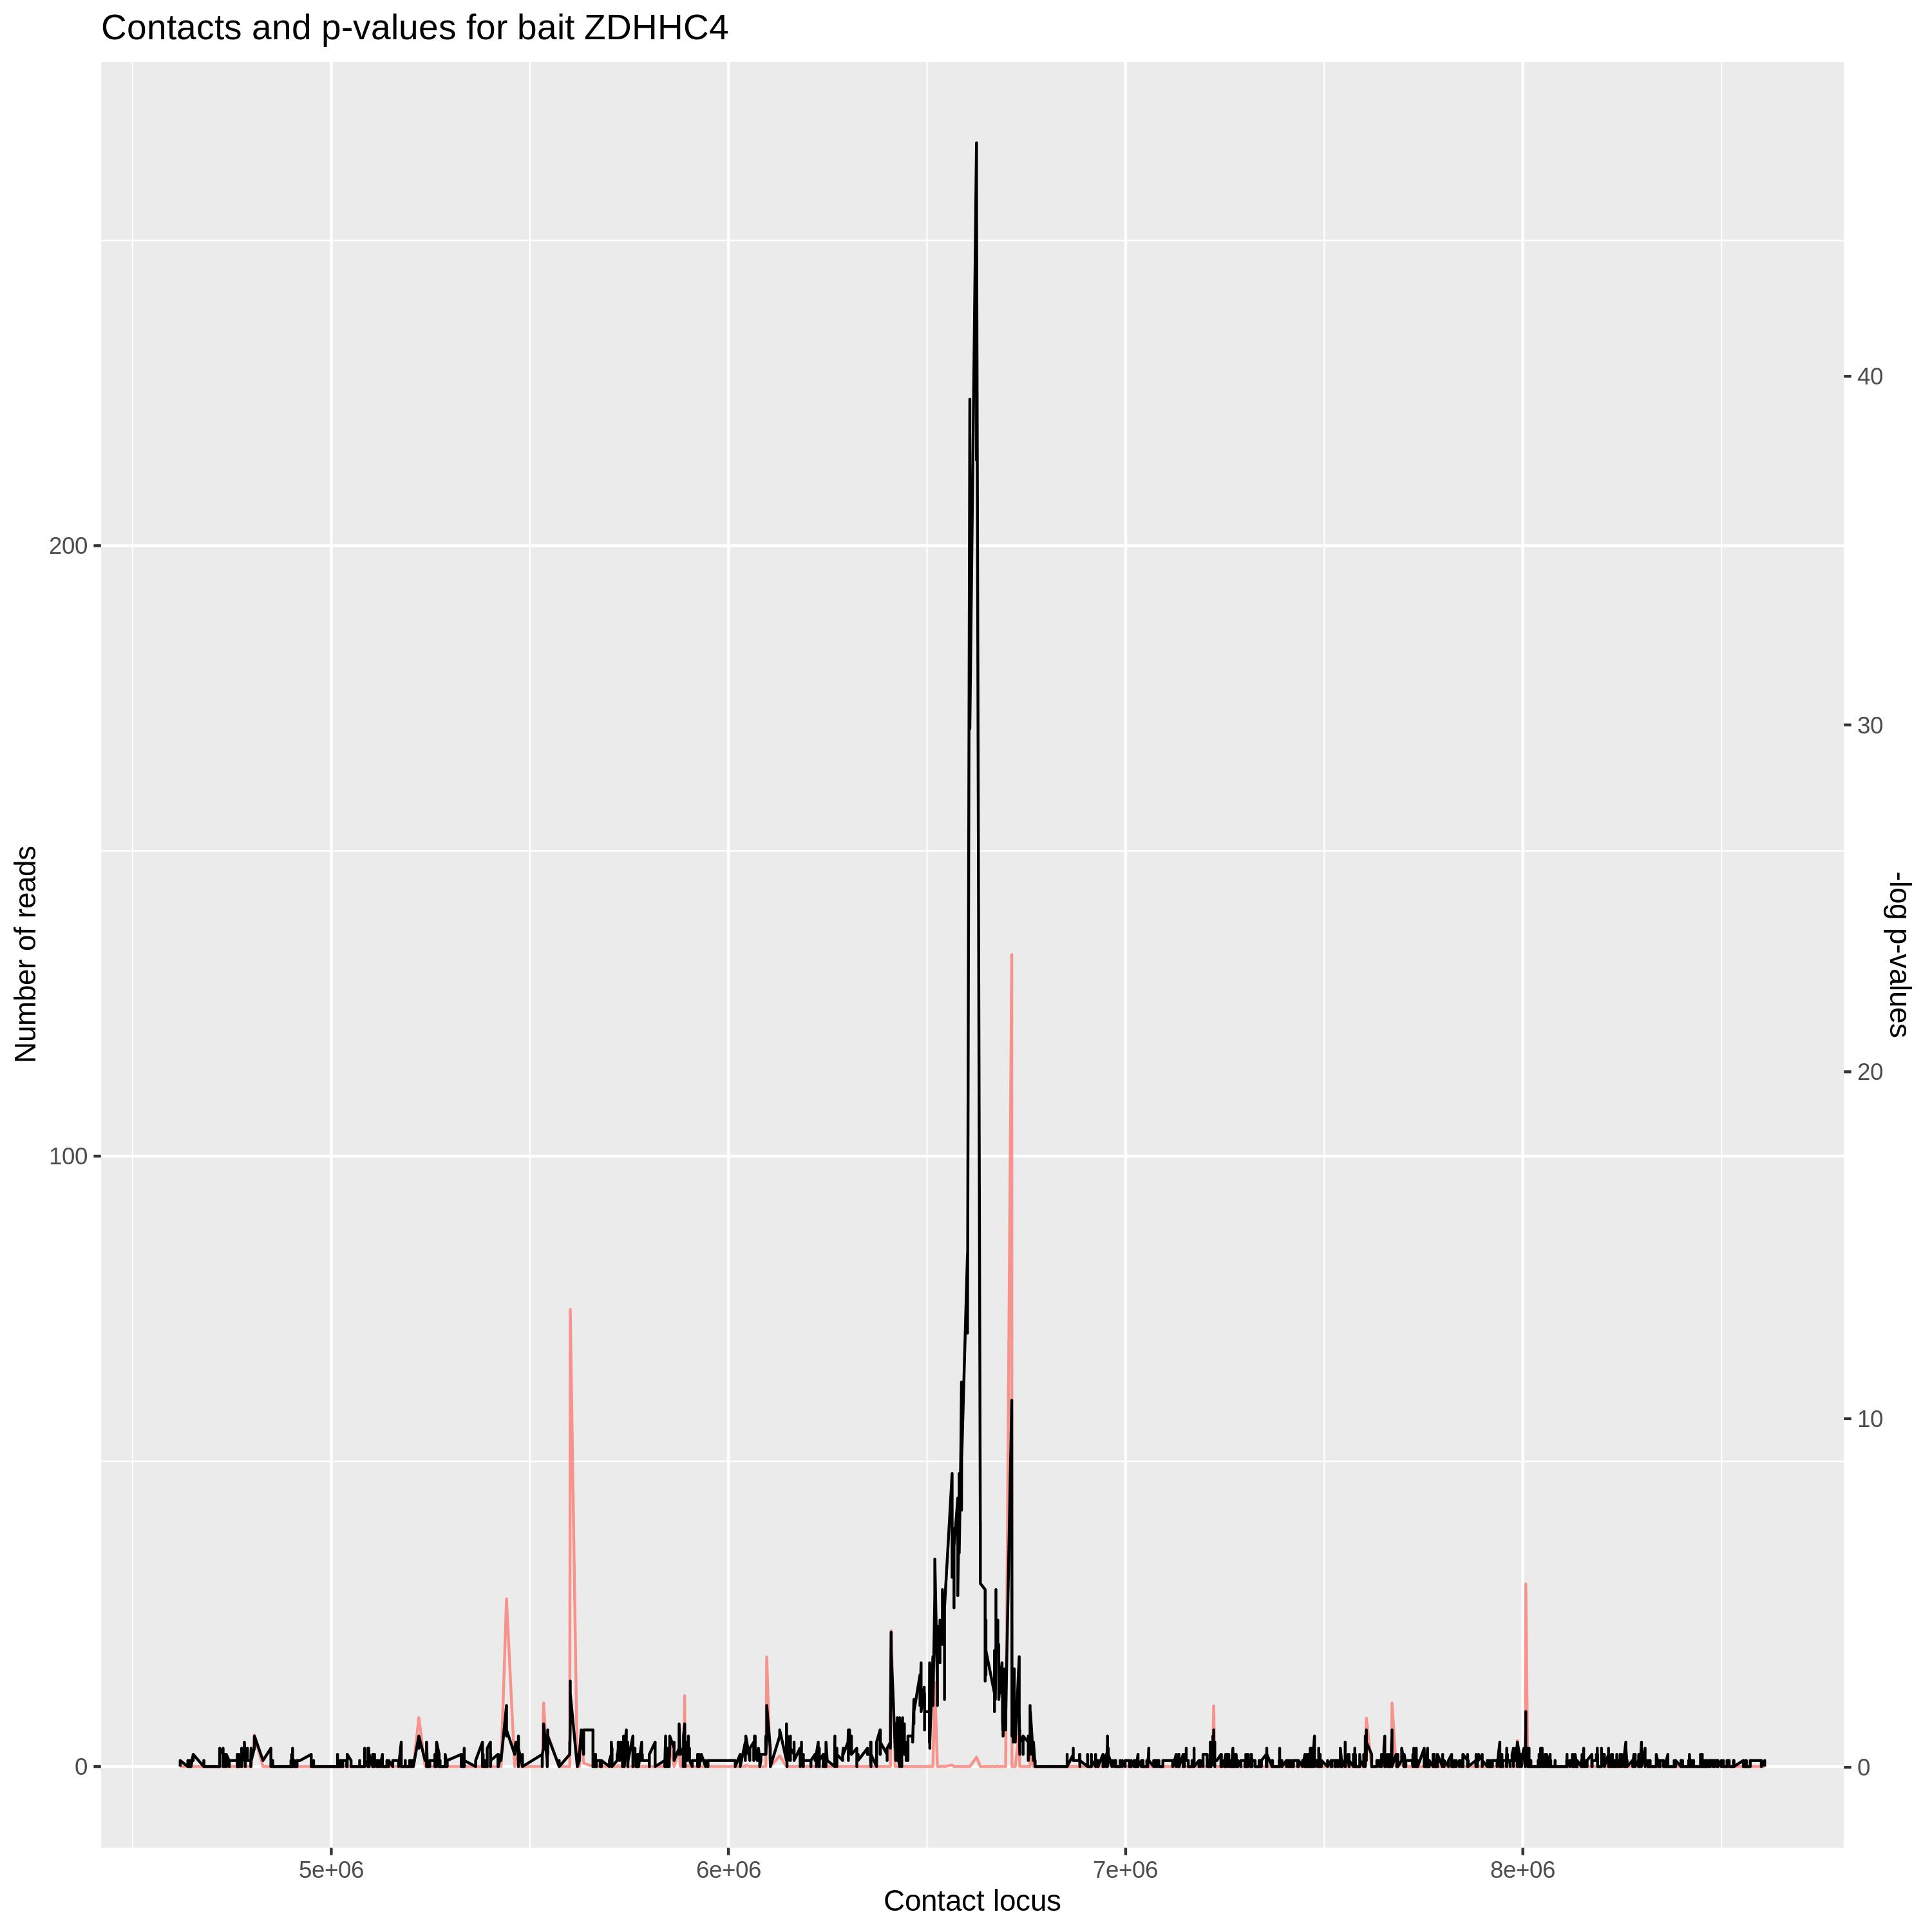 Contacts and p-values for bait ZDHHC4
Number of reads
200
100
0
40
30
20
10
0
-log p-values
5e+06
6e+06
7e+06
8e+06
Contact locus